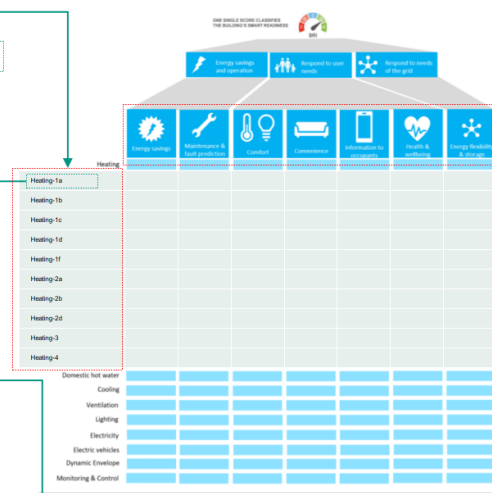 ONE SINGLE SCORE CLASSIFIES
THE BUILDING'S SMART READINESS
SRI
Energy savings
and operation
Respond to user
needs
Respond to needs
of the grid
Energy savings
Maintenance &
fault prediction
Comfort
Convenience
Information to
occupants
Health &
wellbeing
Energy flexibility
& storage
Heating
Heating-1a
Heating-1b
Heating-1c
Heating-1d
Heating-1f
Heating-2a
Heating-2b
Heating-2d
Heating-3
Heating-4
Domestic hot water
Cooling
Ventilation
Lighting
Electricity
Electric vehicles
Dynamic Envelope
Monitoring & Control